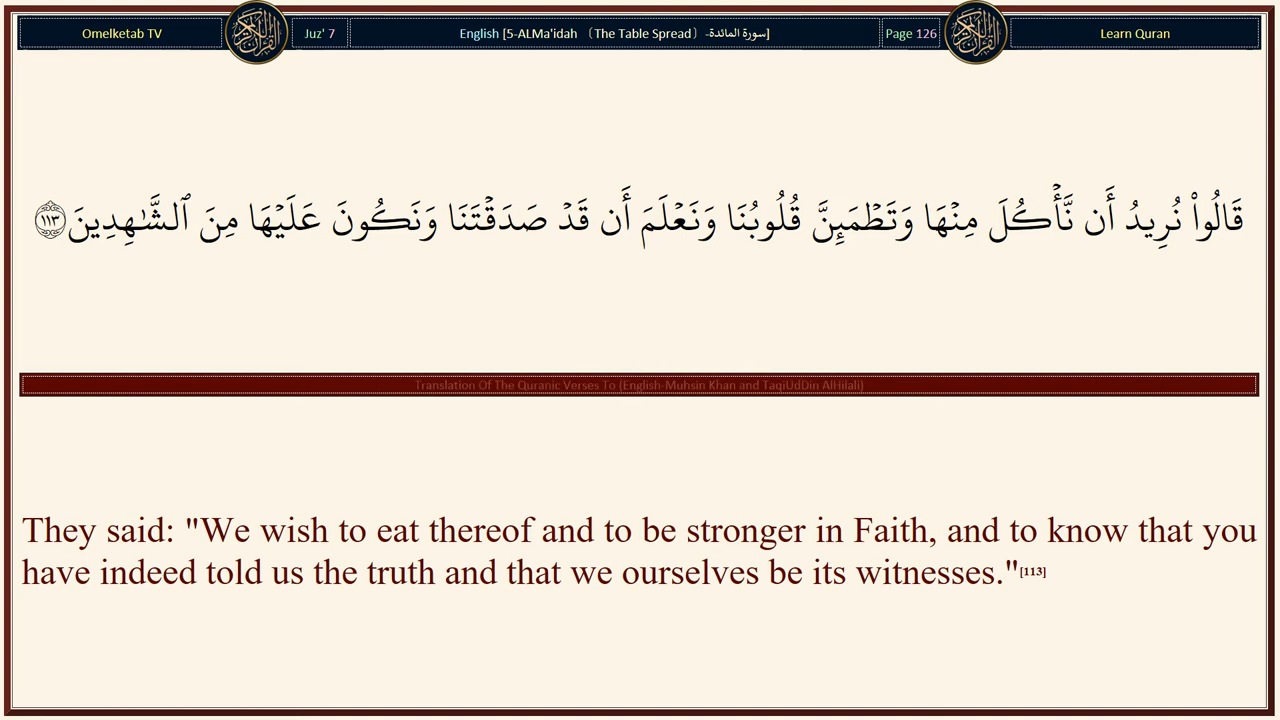 Omelketab TV
Juz' 7
English [5-ALMa'idah (The Table Spread) -سورة المائدة]
Page 126
Learn Quran
قَالُوا۟ نُرِيدُ أَن نَّأۡكُلَ مِنۡهَا وَتَطۡمَئِنَّ قُلُوبُنَا وَنَعۡلَمَ أَن قَدۡ صَدَقۡتَنَا وَنَكُونَ عَلَيۡهَا مِنَ ٱلشَّـٰهِدِينَ ١١٣
Translation Of The Quranic Verses To (English-Muhsin Khan and TaqiUdDin AlHilali)
They said: "We wish to eat thereof and to be stronger in Faith, and to know that you
have indeed told us the truth and that we ourselves be its witnesses."[113]